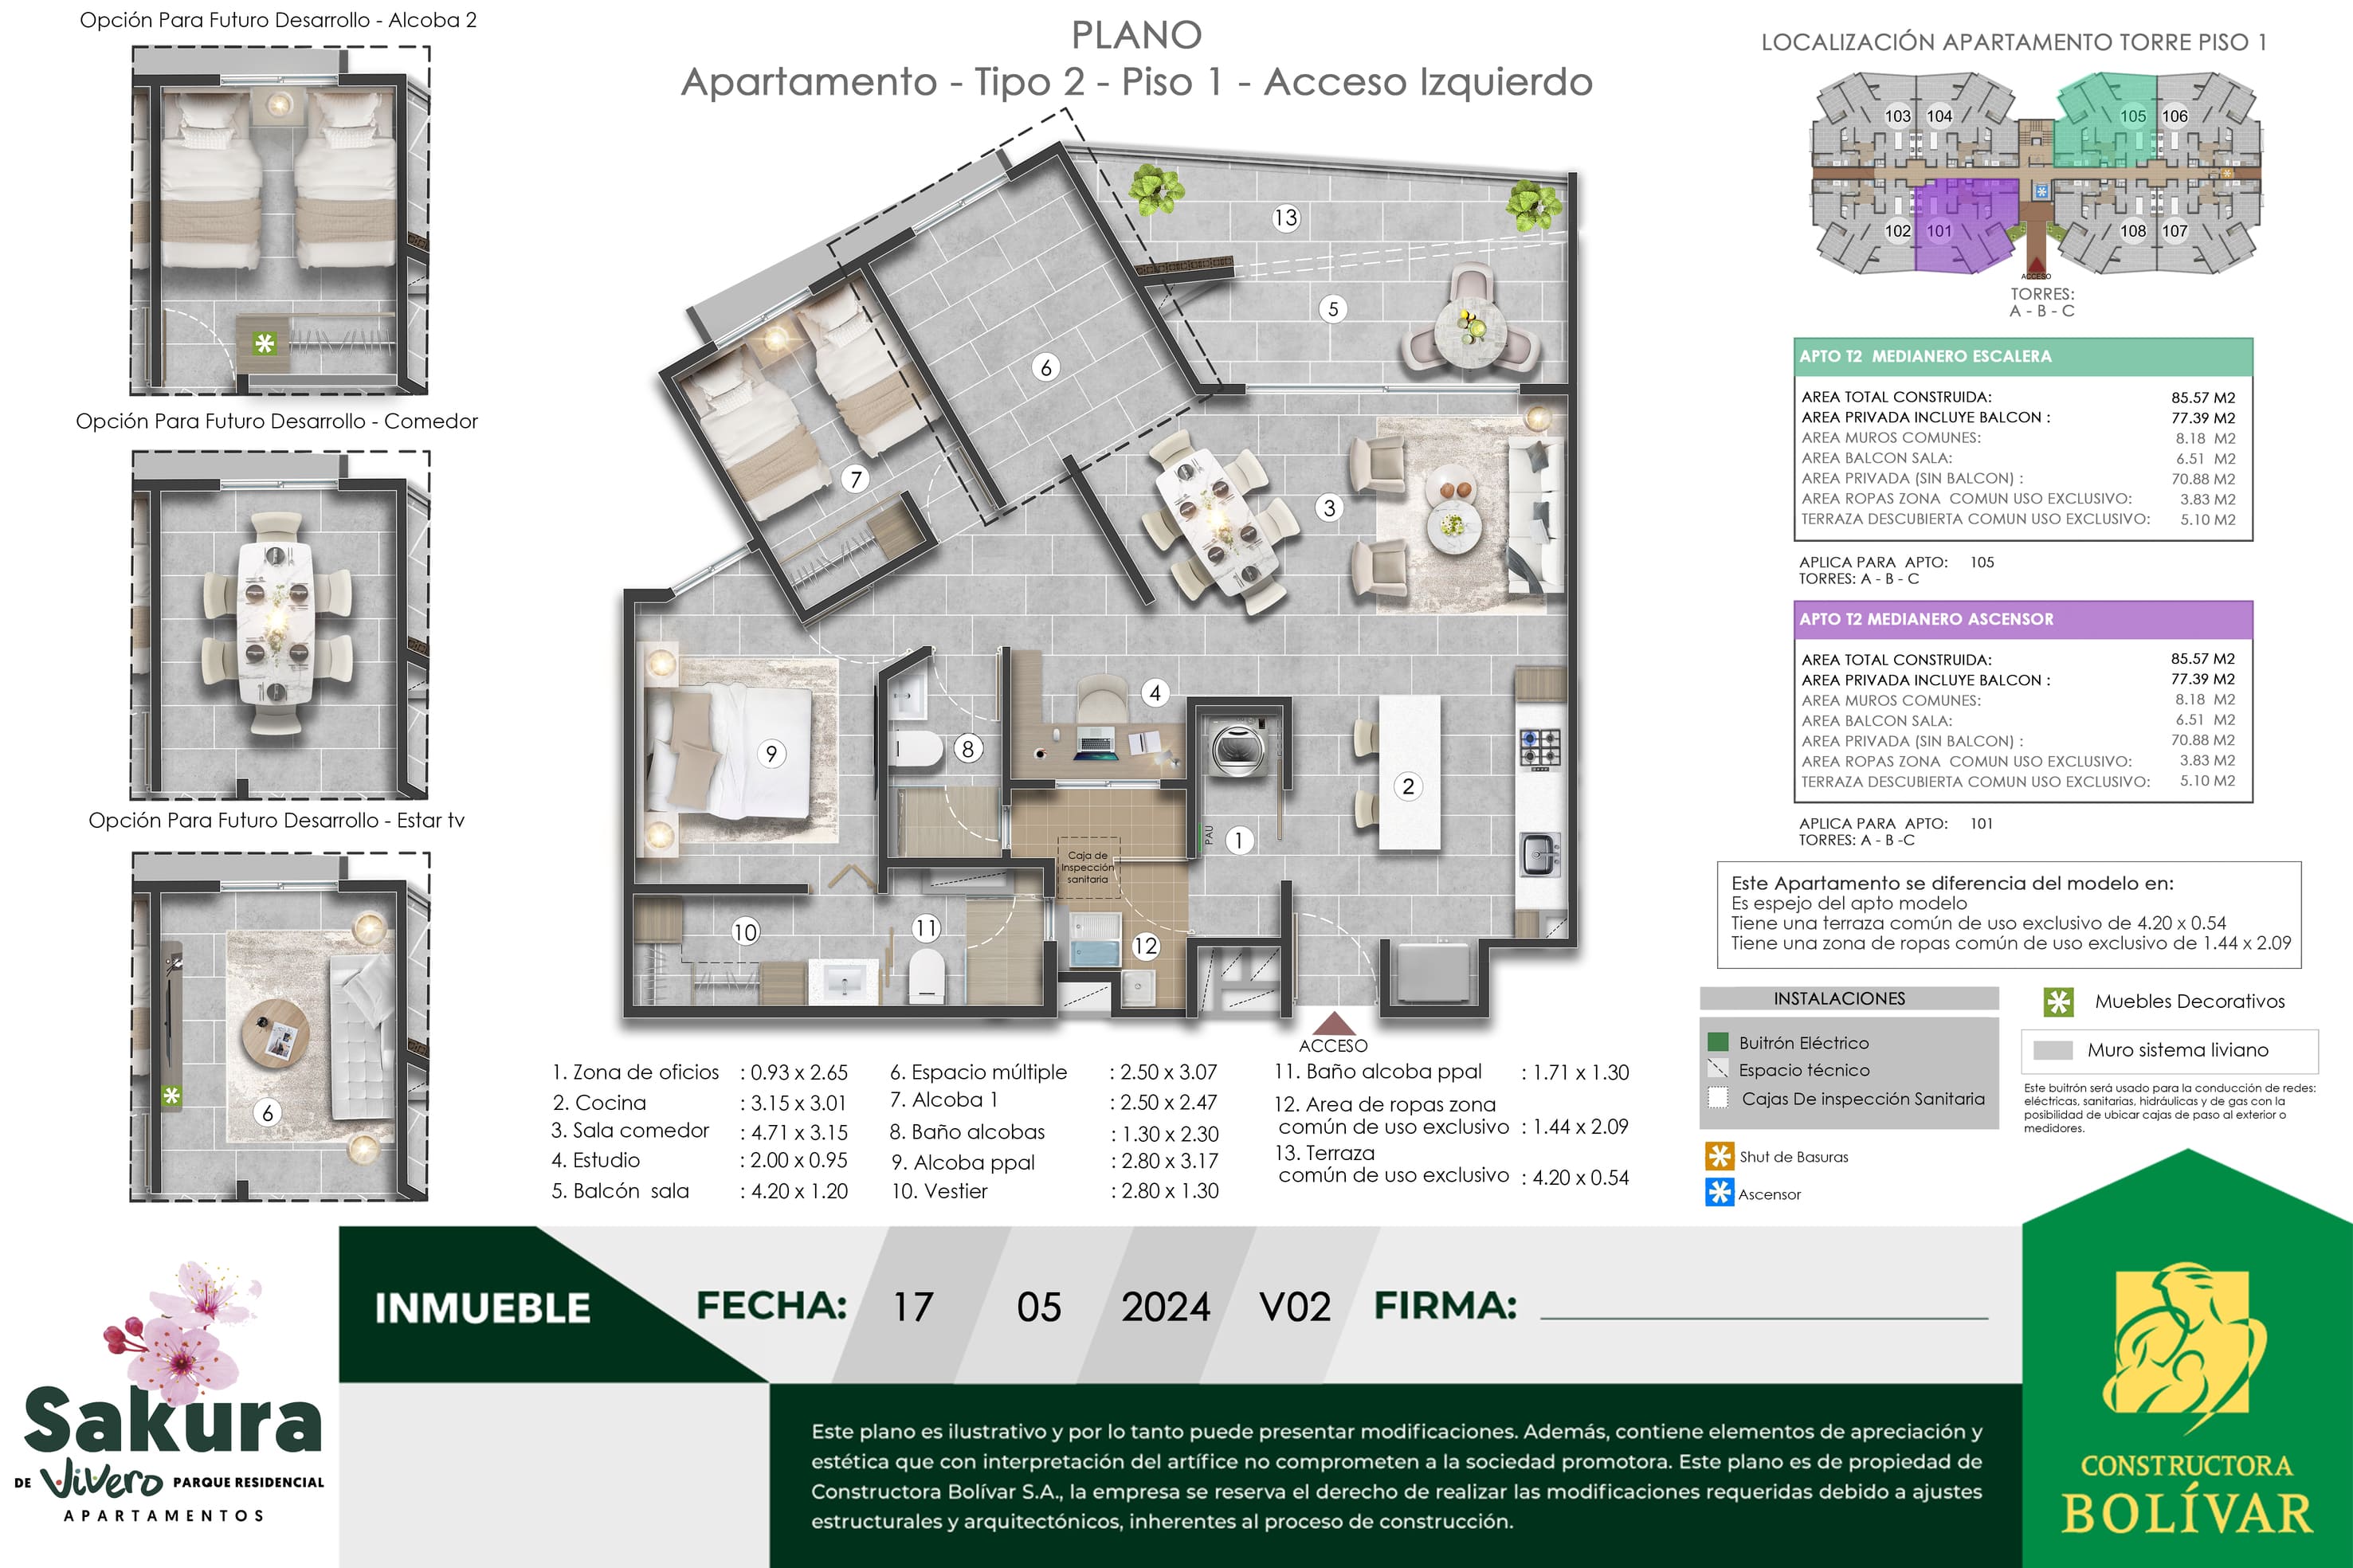 Opción Para Futuro Desarrollo - Alcoba 2
Opción Para Futuro Desarrollo - Comedor
Opción Para Futuro Desarrollo - Estar tv
6
PLANO
Apartamento - Tipo 2 - Piso 1 - Acceso Izquierdo
13
5
6
7
3
4
9
8
2
PAU
1
Caja de
Inspección
sanitaria
10
11
12
ACCESO
1. Zona de oficios : 0.93 x 2.65
2. Cocina : 3.15 x 3.01
3. Sala comedor : 4.71 x 3.15
4. Estudio : 2.00 x 0.95
5. Balcón sala : 4.20 x 1.20
6. Espacio múltiple : 2.50 x 3.07
7. Alcoba 1 : 2.50 x 2.47
8. Baño alcobas : 1.30 x 2.30
9. Alcoba ppal : 2.80 x 3.17
10. Vestier : 2.80 x 1.30
11. Baño alcoba ppal : 1.71 x 1.30
12. Area de ropas zona
común de uso exclusivo : 1.44 x 2.09
13. Terraza
común de uso exclusivo : 4.20 x 0.54
LOCALIZACIÓN APARTAMENTO TORRE PISO 1
103 104 105 106
102 101 108 107
ACCESO
TORRES:
A - B - C
APTO T2 MEDIANERO ESCALERA
AREA TOTAL CONSTRUIDA: 85.57 M2
AREA PRIVADA INCLUYE BALCON : 77.39 M2
AREA MUROS COMUNES: 8.18 M2
AREA BALCON SALA: 6.51 M2
AREA PRIVADA (SIN BALCON) : 70.88 M2
AREA ROPAS ZONA COMUN USO EXCLUSIVO: 3.83 M2
TERRAZA DESCUBIERTA COMUN USO EXCLUSIVO: 5.10 M2
APLICA PARA APTO: 105
TORRES: A - B - C
APTO T2 MEDIANERO ASCENSOR
AREA TOTAL CONSTRUIDA: 85.57 M2
AREA PRIVADA INCLUYE BALCON : 77.39 M2
AREA MUROS COMUNES: 8.18 M2
AREA BALCON SALA: 6.51 M2
AREA PRIVADA (SIN BALCON) : 70.88 M2
AREA ROPAS ZONA COMUN USO EXCLUSIVO: 3.83 M2
TERRAZA DESCUBIERTA COMUN USO EXCLUSIVO: 5.10 M2
APLICA PARA APTO: 101
TORRES: A - B -C
Este Apartamento se diferencia del modelo en:
Es espejo del apto modelo
Tiene una terraza común de uso exclusivo de 4.20 x 0.54
Tiene una zona de ropas común de uso exclusivo de 1.44 x 2.09
INSTALACIONES
Buitrón Eléctrico
Espacio técnico
Cajas De inspección Sanitaria
Shut de Basuras
Ascensor
Muebles Decorativos
Muro sistema liviano
Este buitrón será usado para la conducción de redes:
eléctricas, sanitarias, hidráulicas y de gas con la
posibilidad de ubicar cajas de paso al exterior o
medidores.
Sakura
DE Vivero PARQUE RESIDENCIAL
APARTAMENTOS
INMUEBLE
FECHA: 17 05 2024 V02 FIRMA:
Este plano es ilustrativo y por lo tanto puede presentar modificaciones. Además, contiene elementos de apreciación y
estética que con interpretación del artífice no comprometen a la sociedad promotora. Este plano es de propiedad de
Constructora Bolívar S.A., la empresa se reserva el derecho de realizar las modificaciones requeridas debido a ajustes
estructurales y arquitectónicos, inherentes al proceso de construcción.
CONSTRUCTORA
BOLÍVAR